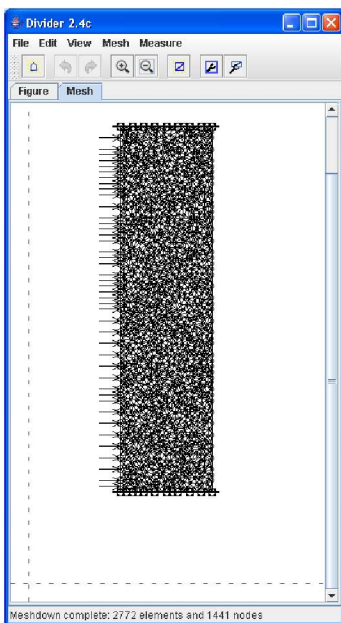 Divider 2.4c
File Edit View Mesh Measure
Figure Mesh
Meshdown complete: 2772 elements and 1441 nodes